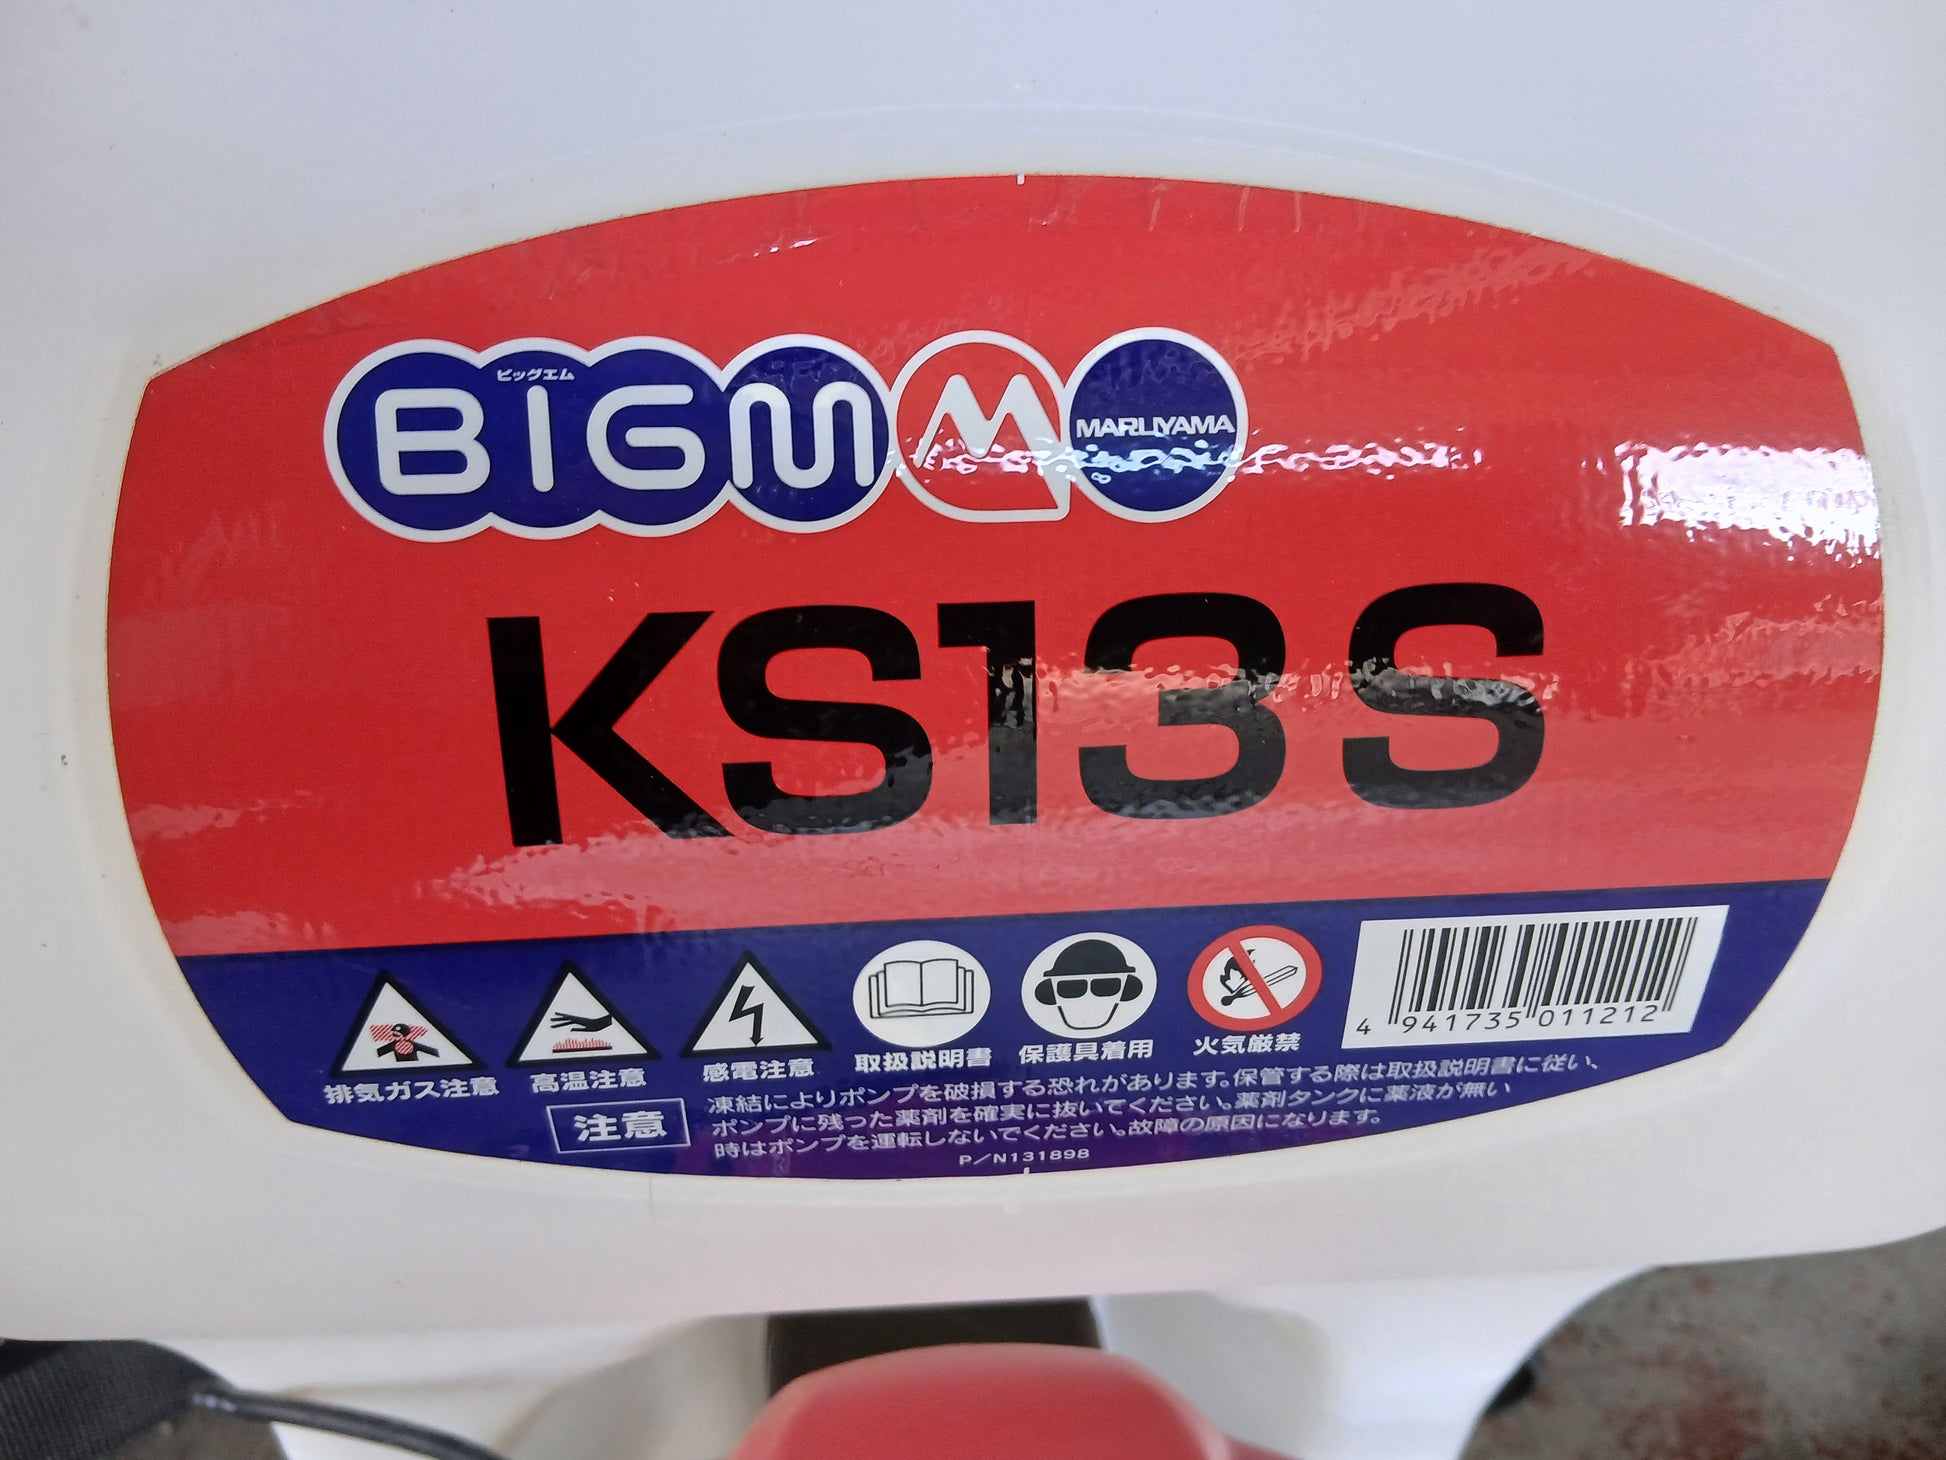 ビッグエム
BIGM M MARUYAMA
KS13S
排気ガス注意 高温注意 感電注意 取扱説明書 保護具着用 火気厳禁
4 941735 011212
注意
凍結によりポンプを破損する恐れがあります。保管する際は取扱説明書に従い、
ポンプに残った薬剤を確実に抜いてください。薬剤タンクに薬液が無い
時はポンプを運転しないでください。故障の原因になります。
P/N131898